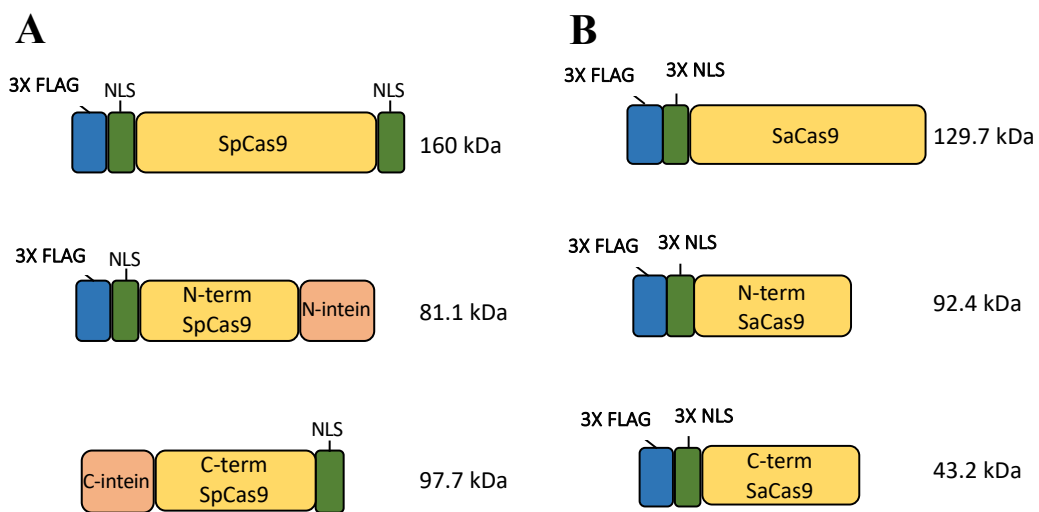 A
3X FLAG
NLS
NLS
SpCas9
160 kDa
3X FLAG
NLS
N-term
SpCas9
N-intein
81.1 kDa
NLS
C-intein
C-term
SpCas9
97.7 kDa
B
3X FLAG
3X NLS
SaCas9
129.7 kDa
3X FLAG
3X NLS
N-term
SaCas9
92.4 kDa
3X FLAG
3X NLS
C-term
SaCas9
43.2 kDa